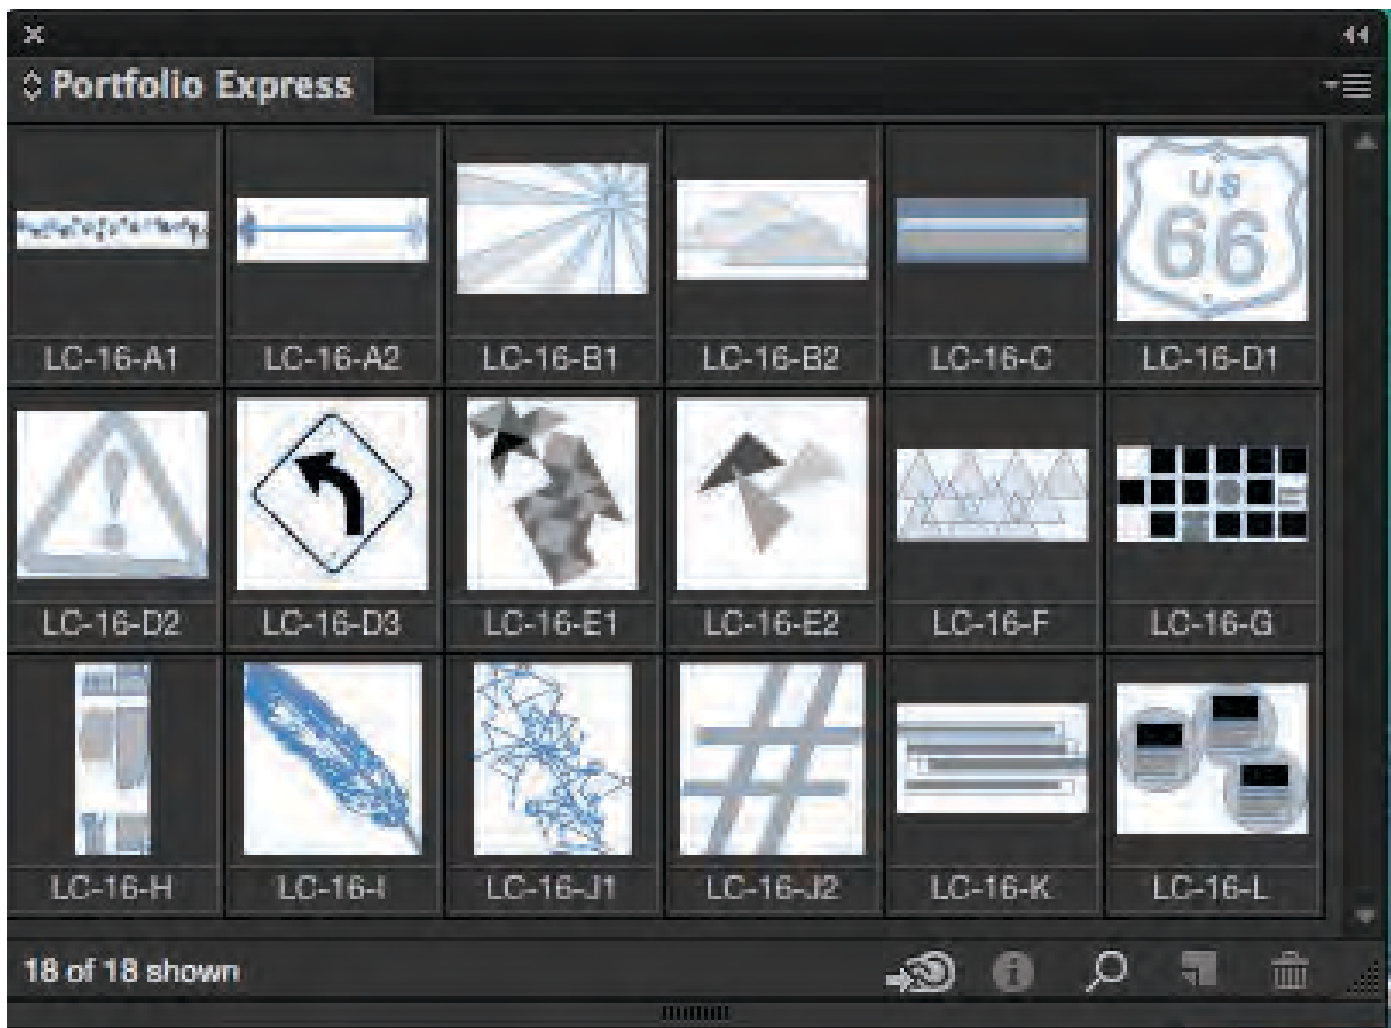 Portfolio Express
US
66
LC-16-A1
LC-16-A2
LC-16-B1
LC-16-B2
LC-16-C
LC-16-D1
LC-16-D2
LC-16-D3
LC-16-E1
LC-16-E2
LC-16-F
LC-16-G
LC-16-H
LC-16-I
LC-16-J1
LC-16-J2
LC-16-K
LC-16-L
18 of 18 shown